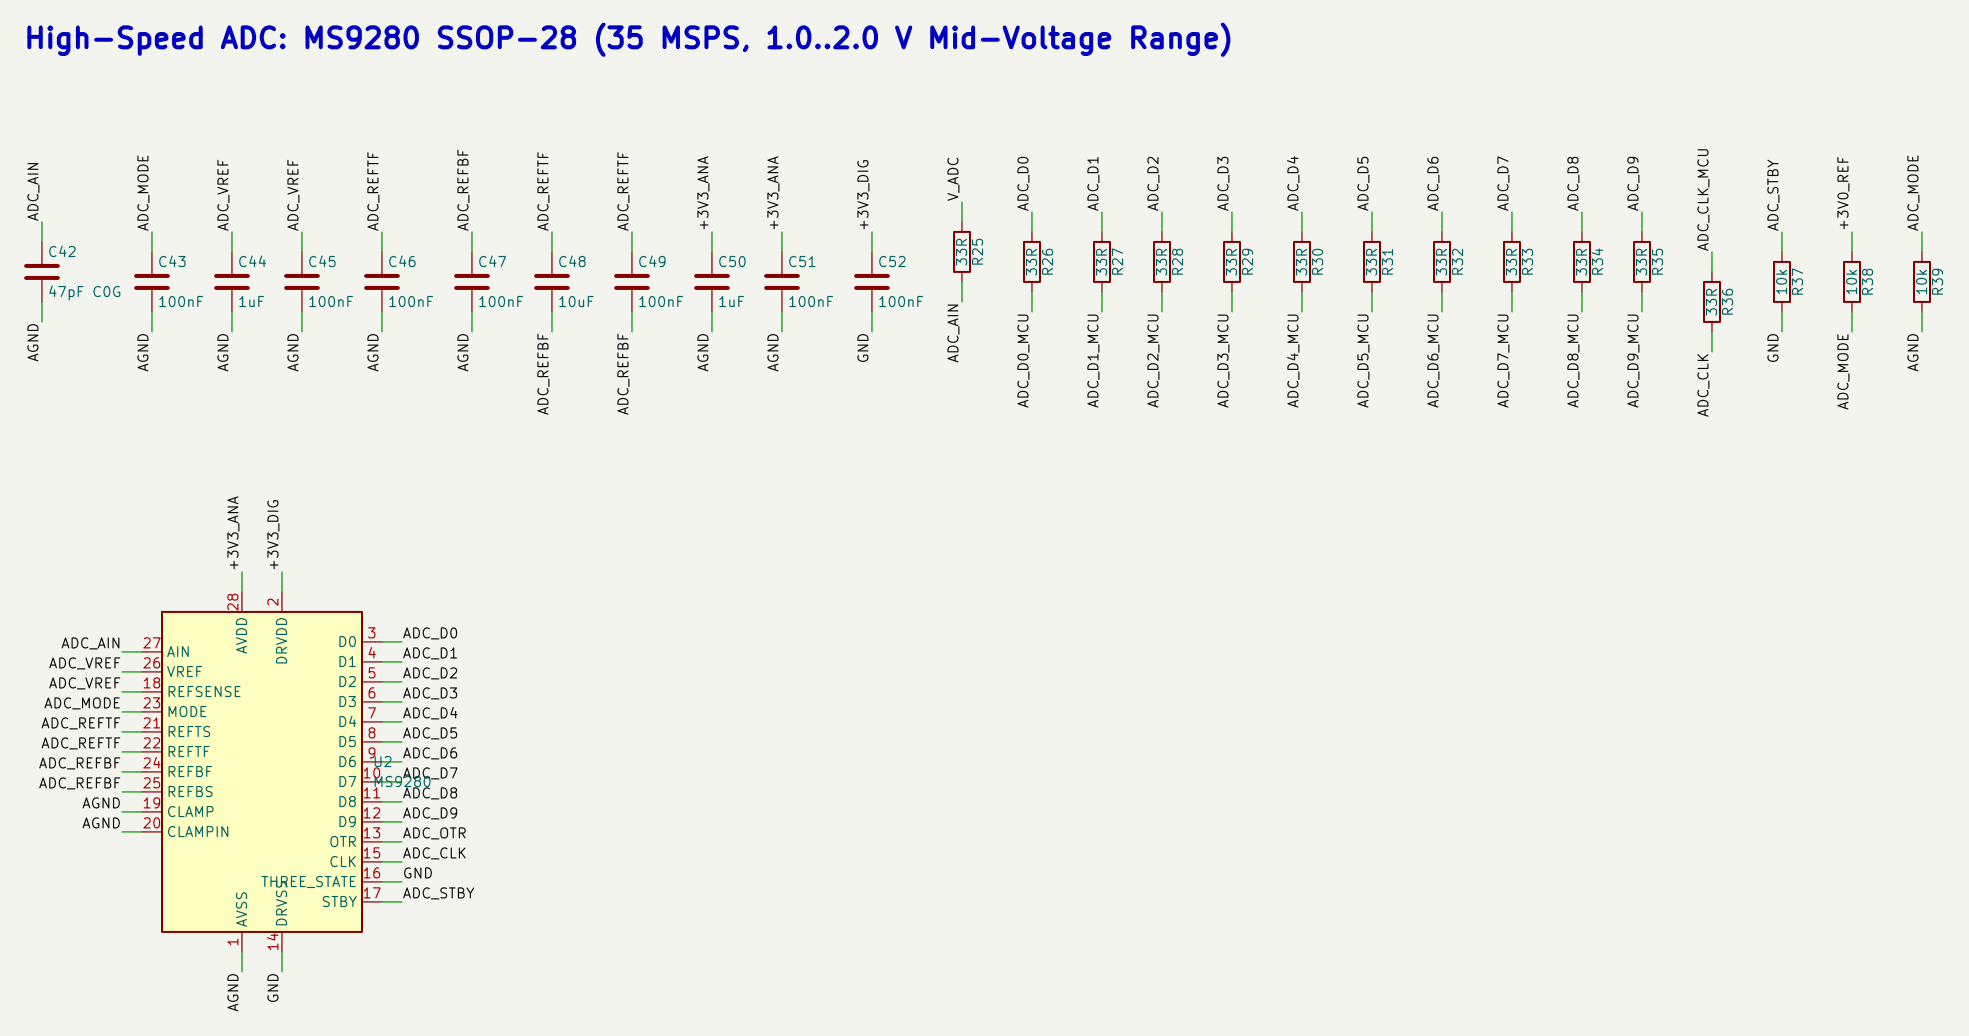 High-Speed ADC: MS9280 SSOP-28 (35 MSPS, 1.0..2.0 V Mid-Voltage Range)
ADC_AIN
C42
47pF C0G
AGND
ADC_MODE
C43
100nF
AGND
ADC_VREF
C44
1uF
AGND
ADC_VREF
C45
100nF
AGND
ADC_REFTF
C46
100nF
AGND
ADC_REFBF
C47
100nF
AGND
ADC_REFTF
C48
10uF
ADC_REFBF
ADC_REFTF
C49
100nF
ADC_REFBF
+3V3_ANA
C50
1uF
AGND
+3V3_ANA
C51
100nF
AGND
+3V3_DIG
C52
100nF
GND
V_ADC
33R
R25
ADC_AIN
ADC_D0
33R
R26
ADC_D0_MCU
ADC_D1
33R
R27
ADC_D1_MCU
ADC_D2
33R
R28
ADC_D2_MCU
ADC_D3
33R
R29
ADC_D3_MCU
ADC_D4
33R
R30
ADC_D4_MCU
ADC_D5
33R
R31
ADC_D5_MCU
ADC_D6
33R
R32
ADC_D6_MCU
ADC_D7
33R
R33
ADC_D7_MCU
ADC_D8
33R
R34
ADC_D8_MCU
ADC_D9
33R
R35
ADC_D9_MCU
ADC_CLK_MCU
33R
R36
ADC_CLK
ADC_STBY
10k
R37
GND
+3V0_REF
10k
R38
ADC_MODE
ADC_MODE
10k
R39
AGND
+3V3_ANA
28
AVDD
+3V3_DIG
2
DRVDD
ADC_AIN 27 AIN
ADC_VREF 26 VREF
ADC_VREF 18 REFSENSE
ADC_MODE 23 MODE
ADC_REFTF 21 REFTS
ADC_REFTF 22 REFTF
ADC_REFBF 24 REFBF
ADC_REFBF 25 REFBS
AGND 19 CLAMP
AGND 20 CLAMPIN
D0 3 ADC_D0
D1 4 ADC_D1
D2 5 ADC_D2
D3 6 ADC_D3
D4 7 ADC_D4
D5 8 ADC_D5
D6 9 ADC_D6
U2
D7 10 ADC_D7
MS9280
D8 11 ADC_D8
D9 12 ADC_D9
OTR 13 ADC_OTR
CLK 15 ADC_CLK
THREE_STATE 16 GND
STBY 17 ADC_STBY
AVSS
1
AGND
DRVSS
14
GND